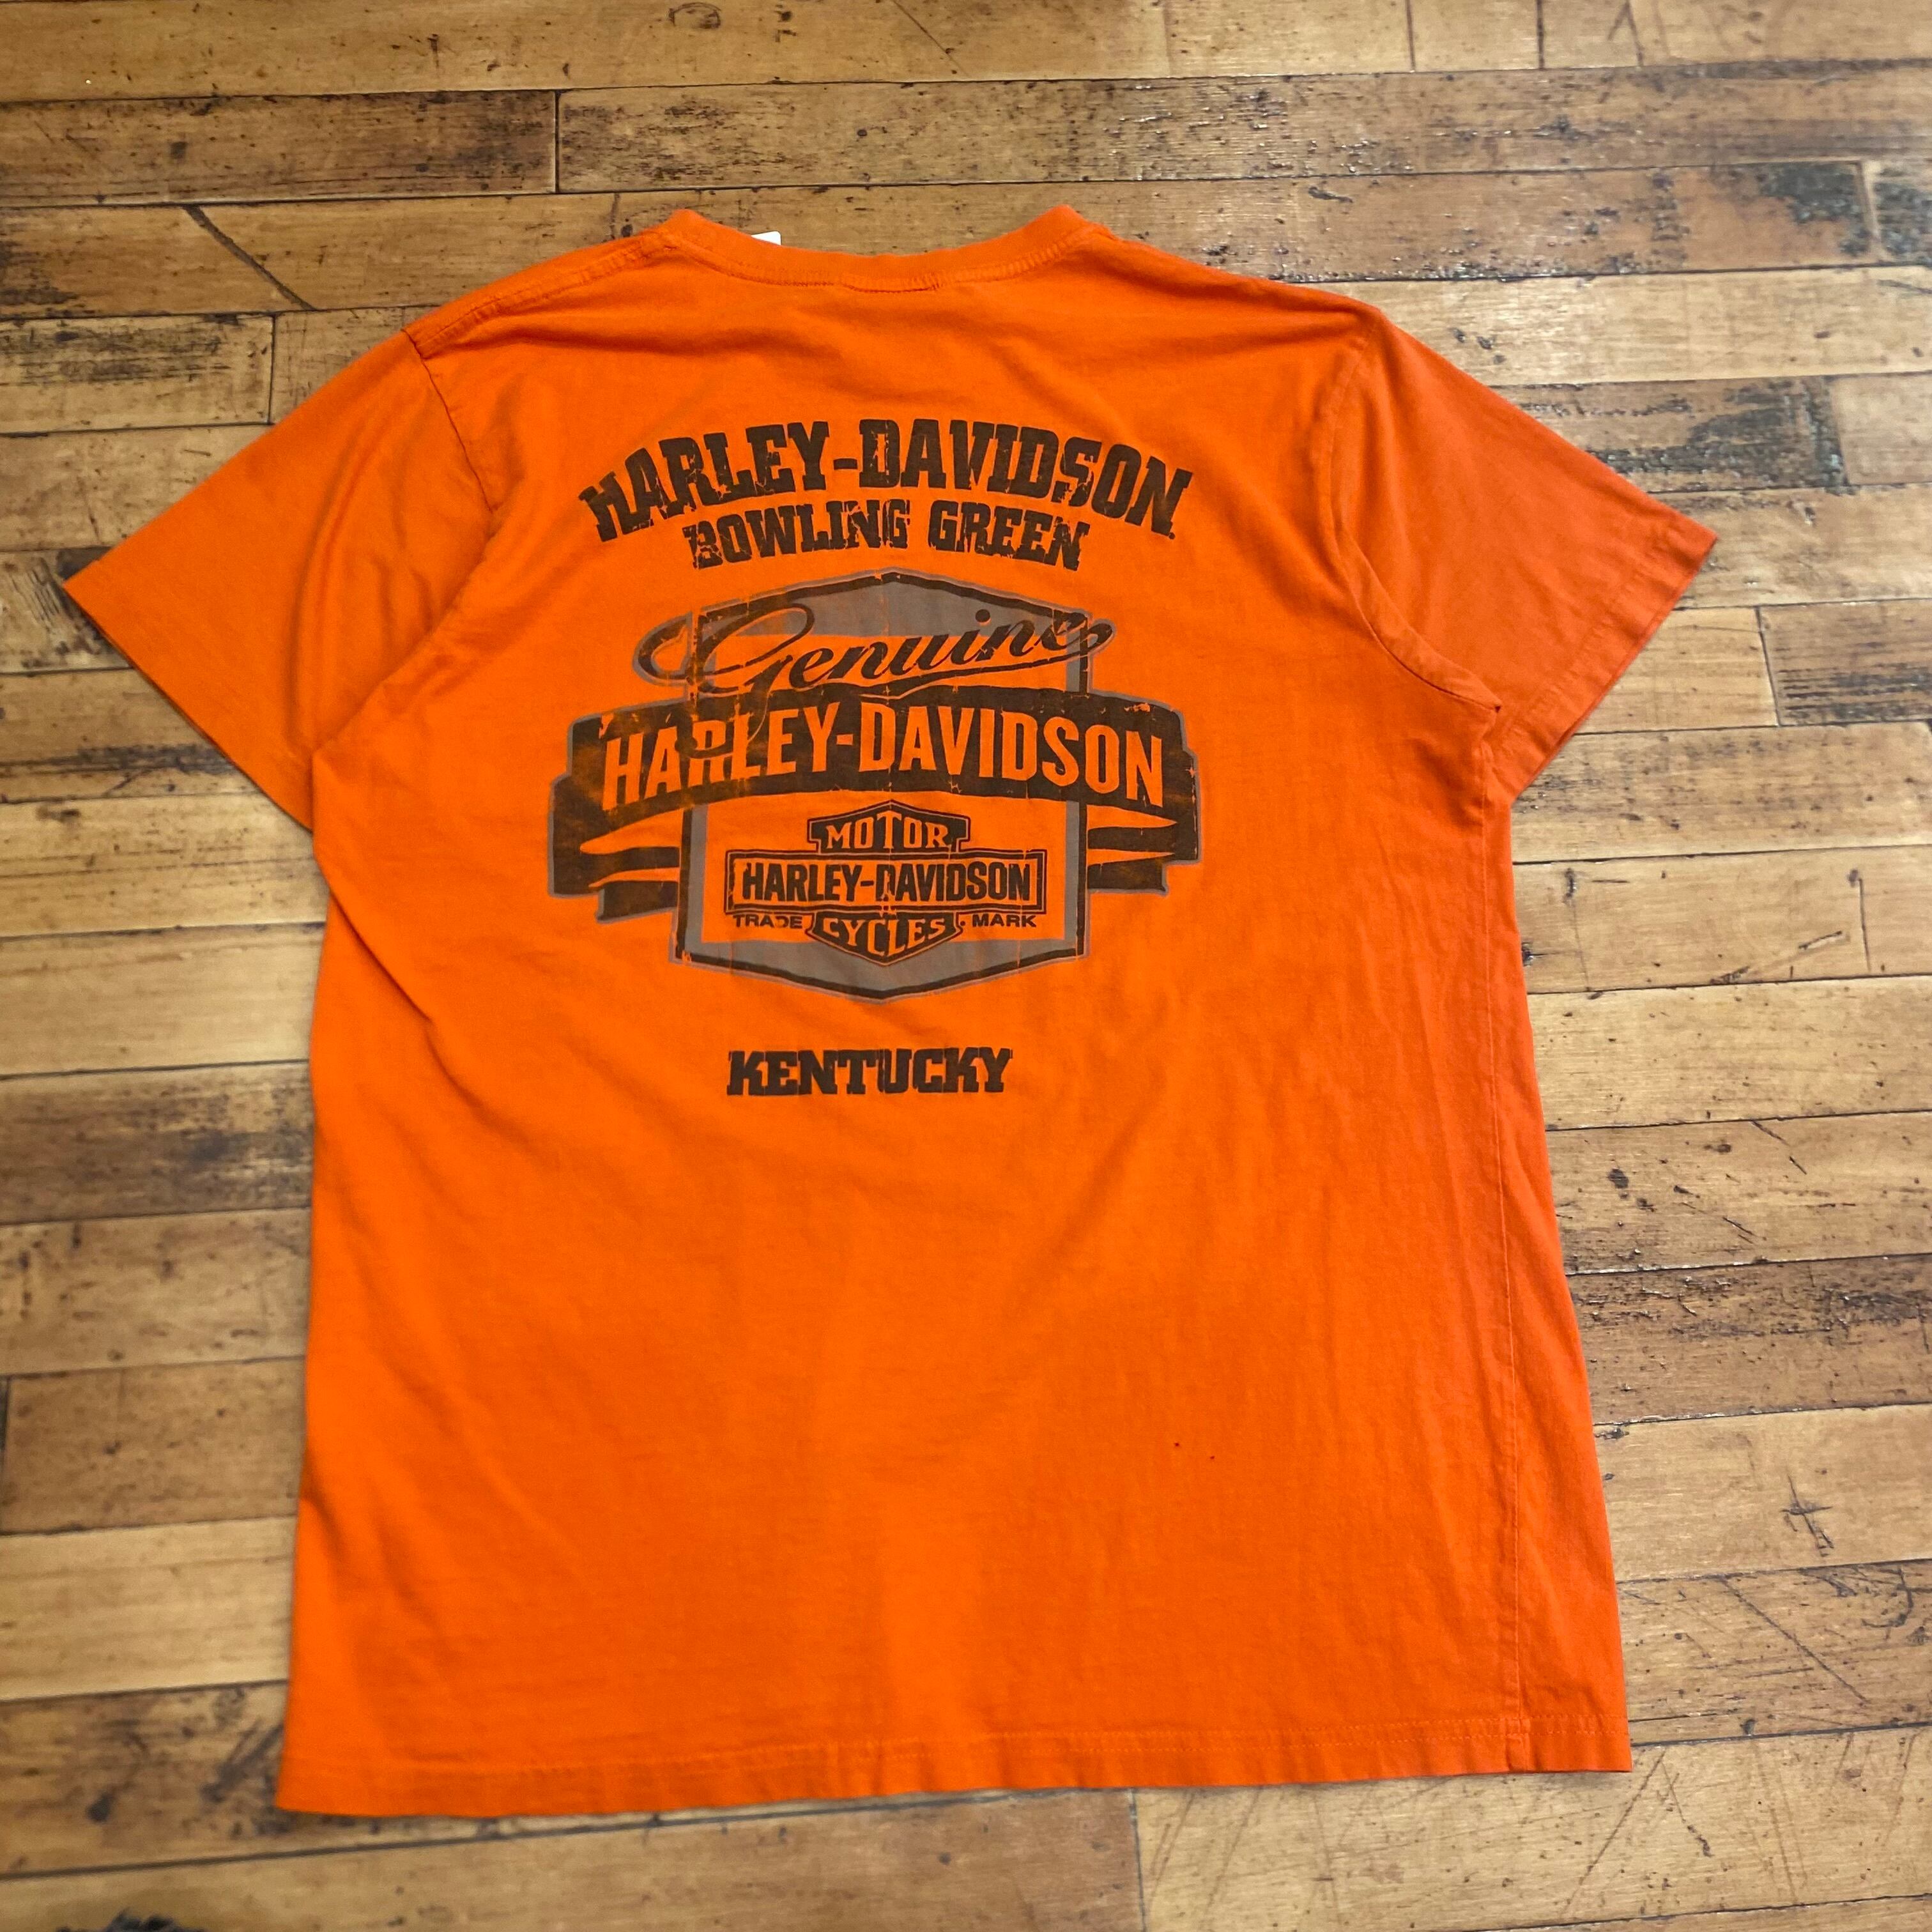 HARLEY-DAVIDSON
BOWLING GREEN
Genuine
HARLEY-DAVIDSON
MOTOR
HARLEY-DAVIDSON
TRADE CYCLES MARK
KENTUCKY